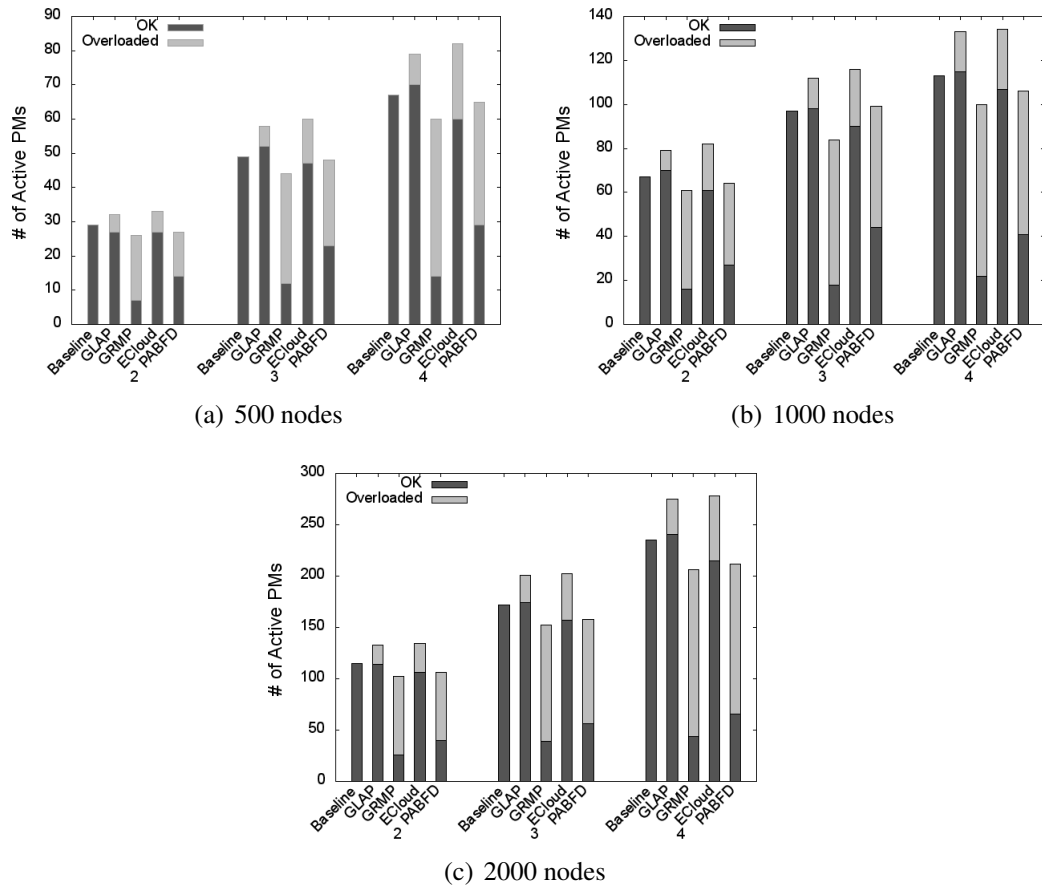 OK
Overloaded
# of Active PMs
90
80
70
60
50
40
30
20
10
0
Baseline GLAP GRMP ECloud PABFD
Baseline GLAP GRMP ECloud PABFD
Baseline GLAP GRMP ECloud PABFD
2 3 4
(a) 500 nodes
OK
Overloaded
# of Active PMs
140
120
100
80
60
40
20
0
Baseline GLAP GRMP ECloud PABFD
Baseline GLAP GRMP ECloud PABFD
Baseline GLAP GRMP ECloud PABFD
2 3 4
(b) 1000 nodes
OK
Overloaded
# of Active PMs
300
250
200
150
100
50
0
Baseline GLAP GRMP ECloud PABFD
Baseline GLAP GRMP ECloud PABFD
Baseline GLAP GRMP ECloud PABFD
2 3 4
(c) 2000 nodes